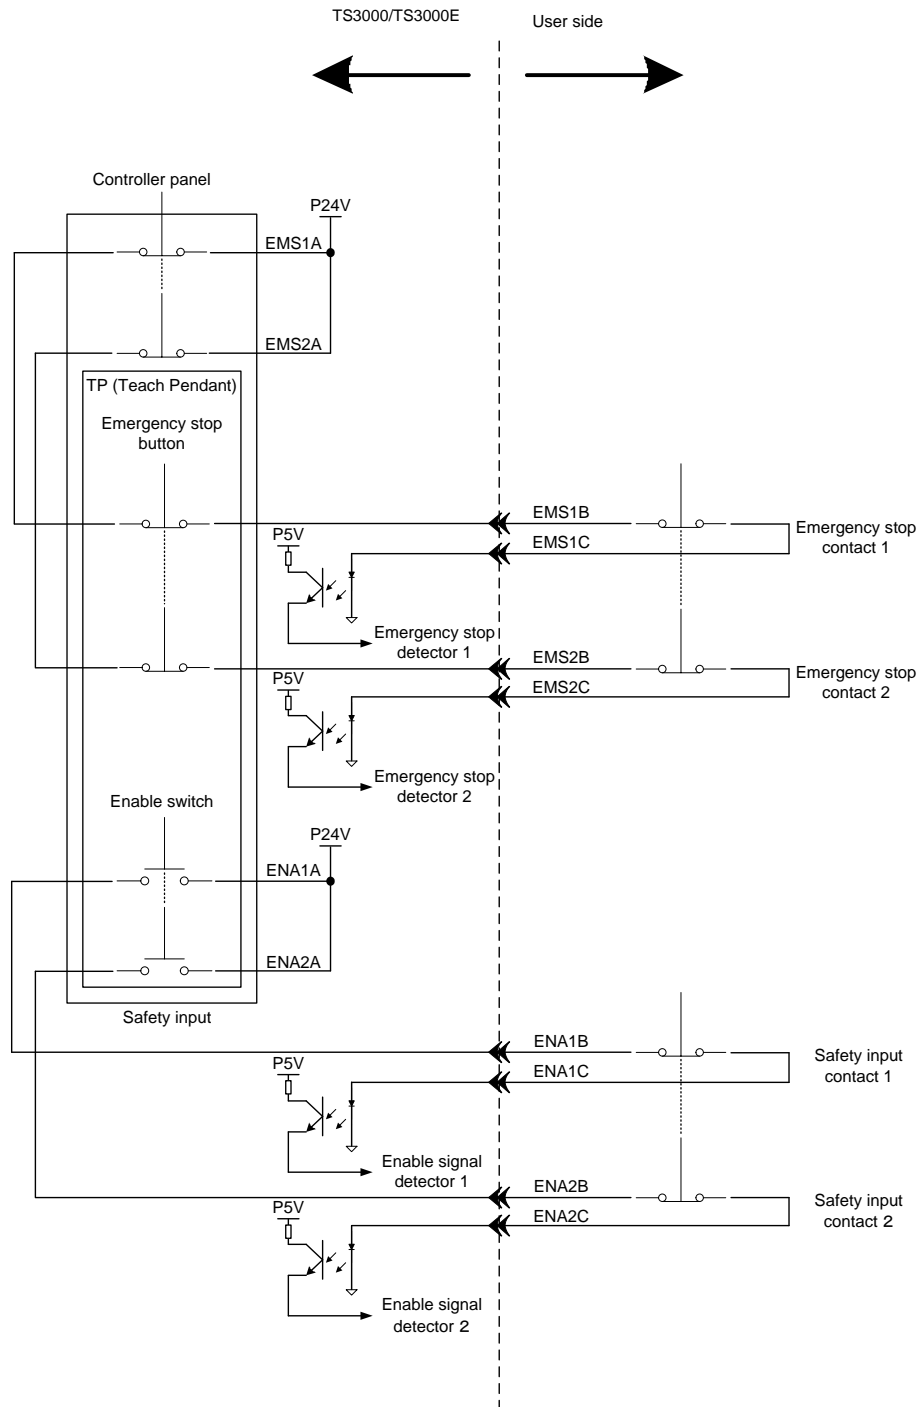 TS3000/TS3000E
User side
Controller panel
P24V
EMS1A
EMS2A
TP (Teach Pendant)
Emergency stop
button
EMS1B
Emergency stop
contact 1
P5V
EMS1C
Emergency stop
detector 1
EMS2B
Emergency stop
contact 2
P5V
EMS2C
Emergency stop
detector 2
Enable switch
P24V
ENA1A
ENA2A
Safety input
ENA1B
Safety input
contact 1
P5V
ENA1C
Enable signal
detector 1
ENA2B
Safety input
contact 2
P5V
ENA2C
Enable signal
detector 2